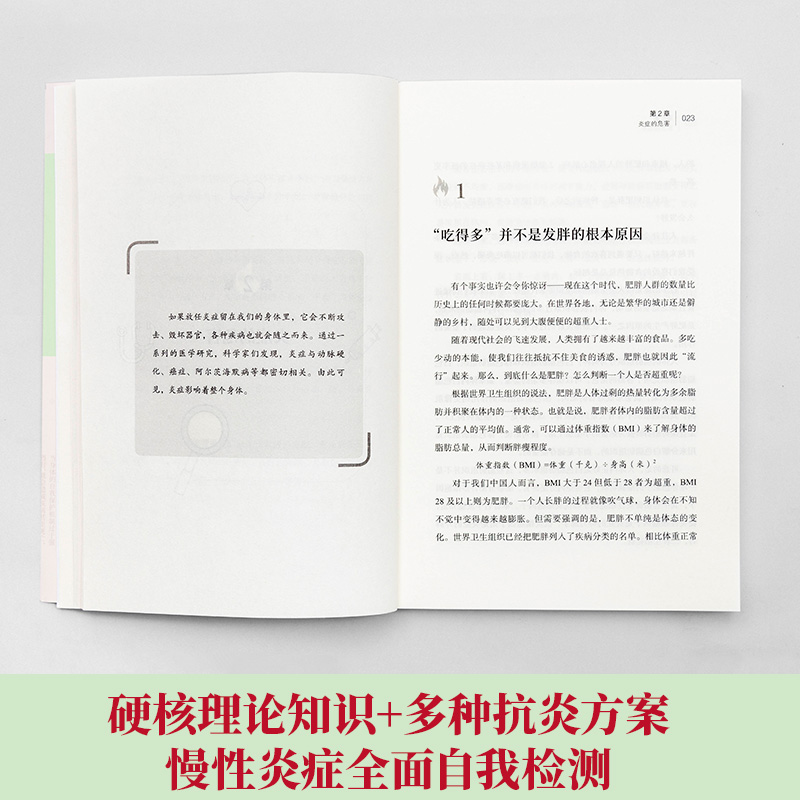 如果放任炎症留在我们的身体里，它会不断攻
击、毁坏器官，各种疾病也就会随之而来。通过一
系列的医学研究，科学家们发现，炎症与动脉硬
化、癌症、阿尔茨海默病等都密切相关。由此可
见，炎症影响着整个身体。
第2章
炎症的危害
023
1
“吃得多”并不是发胖的根本原因
有个事实也许会令你惊讶——现在这个时代，肥胖人群的数量比
历史上的任何时候都要庞大。在世界各地，无论是繁华的城市还是僻
静的乡村，随处可以见到大腹便便的超重人士。
随着现代社会的飞速发展，人类拥有了越来越丰富的食品。多吃
少动的本能，使我们往往抵抗不住美食的诱惑，肥胖也就因此“流
行”起来。那么，到底什么是肥胖？怎么判断一个人是否超重呢？
根据世界卫生组织的说法，肥胖是人体过剩的热量转化为多余脂
肪并积聚在体内的一种状态。也就是说，肥胖者体内的脂肪含量超过
了正常人的平均值。通常，可以通过体重指数（BMI）来了解身体的
脂肪总量，从而判断胖瘦程度。
体重指数（BMI）=体重（千克）÷身高（米）²
对于我们中国人而言，BMI 大于 24 但低于 28 者为超重，BMI
28 及以上则为肥胖。一个人长胖的过程就像吹气球，身体会在不知
不觉中变得越来越膨胀。但需要强调的是，肥胖不单纯是体态的变
化。世界卫生组织已经把肥胖列入了疾病分类的名单。相比体重正常
硬核理论知识+多种抗炎方案
慢性炎症全面自我检测